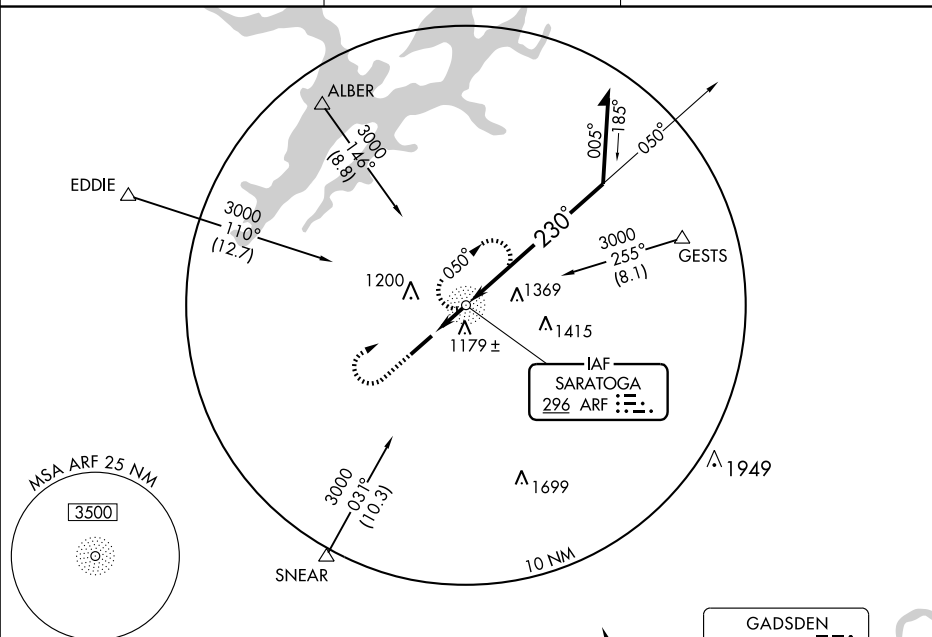 ALBER
3000
146°
(8.8)
EDDIE
3000
110°
(12.7)
005°
185°
050°
230°
050°
3000
255°
(8.1)
GESTS
1200
1369
1415
1179 ±
IAF
SARATOGA
296 ARF
1949
1699
3000
031°
(10.3)
SNEAR
10 NM
MSA ARF 25 NM
3500
GADSDEN